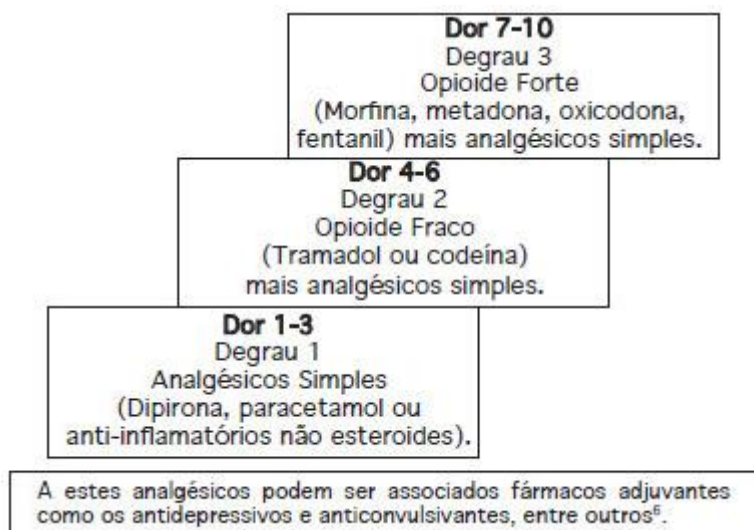 Dor 7-10
Degrau 3
Opioide Forte
(Morfina, metadona, oxicodona,
fentanil) mais analgésicos simples.
Dor 4-6
Degrau 2
Opioide Fraco
(Tramadol ou codeína)
mais analgésicos simples.
Dor 1-3
Degrau 1
Analgésicos Simples
(Dipirona, paracetamol ou
anti-inflamatórios não esteroides).
A estes analgésicos podem ser associados fármacos adjuvantes
como os antidepressivos e anticonvulsivantes, entre outros⁶.